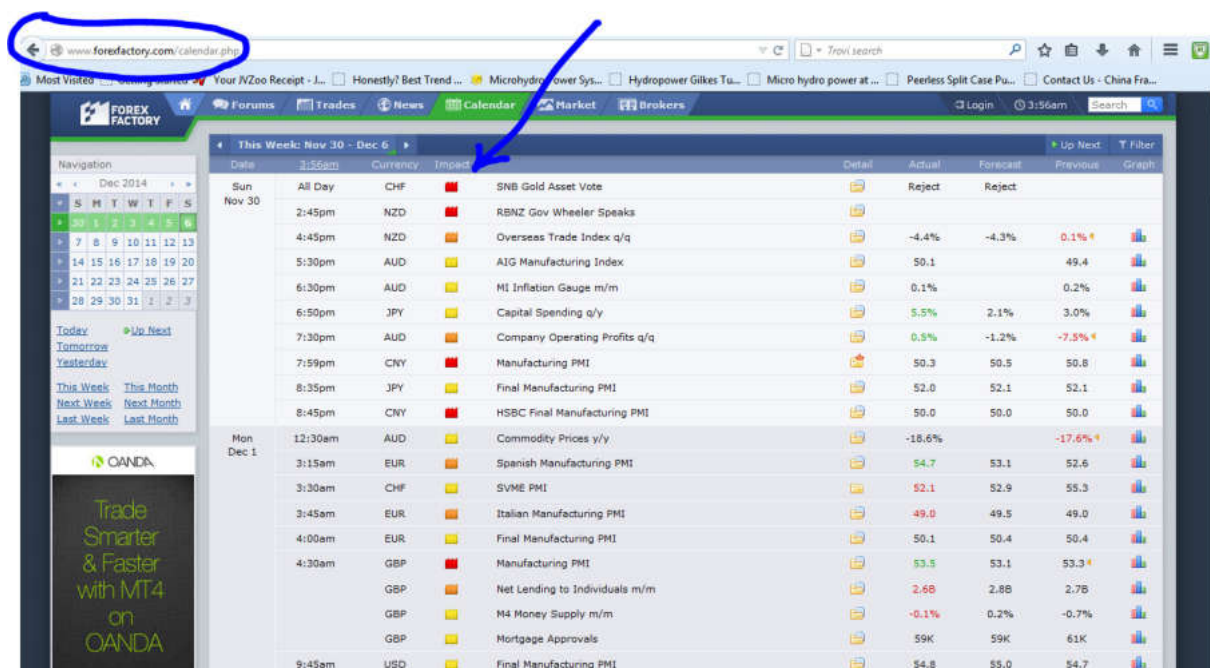 www.forexfactory.com/calendar.php Trovi search
Most Visited Getting Started Your JVZoo Receipt - J... Honestly? Best Trend ... Microhydropower Sys... Hydropower Gilkes Tu... Micro hydro power at ... Peerless Split Case Pu... Contact Us - China Fra...
FOREX FACTORY Forums Trades News Calendar Market Brokers Login 3:56am Search
This Week: Nov 30 - Dec 6 Up Next Filter
Navigation
Dec 2014
S M T W T F S
30 1 2 3 4 5 6
7 8 9 10 11 12 13
14 15 16 17 18 19 20
21 22 23 24 25 26 27
28 29 30 31 1 2 3
Today Up Next
Tomorrow
Yesterday
This Week This Month
Next Week Next Month
Last Week Last Month
OANDA
Trade
Smarter
& Faster
with MT4
on
OANDA
Date 3:56am Currency Impact Detail Actual Forecast Previous Graph
Sun Nov 30 All Day CHF SNB Gold Asset Vote Reject Reject
2:45pm NZD RBNZ Gov Wheeler Speaks
4:45pm NZD Overseas Trade Index q/q -4.4% -4.3% 0.1%
5:30pm AUD AIG Manufacturing Index 50.1 49.4
6:30pm AUD MI Inflation Gauge m/m 0.1% 0.2%
6:50pm JPY Capital Spending q/y 5.5% 2.1% 3.0%
7:30pm AUD Company Operating Profits q/q 0.5% -1.2% -7.5%
7:59pm CNY Manufacturing PMI 50.3 50.5 50.8
8:35pm JPY Final Manufacturing PMI 52.0 52.1 52.1
8:45pm CNY HSBC Final Manufacturing PMI 50.0 50.0 50.0
Mon Dec 1 12:30am AUD Commodity Prices y/y -18.6% -17.6%
3:15am EUR Spanish Manufacturing PMI 54.7 53.1 52.6
3:30am CHF SVME PMI 52.1 52.9 55.3
3:45am EUR Italian Manufacturing PMI 49.0 49.5 49.0
4:00am EUR Final Manufacturing PMI 50.1 50.4 50.4
4:30am GBP Manufacturing PMI 53.5 53.1 53.3
GBP Net Lending to Individuals m/m 2.6B 2.8B 2.7B
GBP M4 Money Supply m/m -0.1% 0.2% -0.7%
GBP Mortgage Approvals 59K 59K 61K
9:45am USD Final Manufacturing PMI 54.8 55.0 54.7